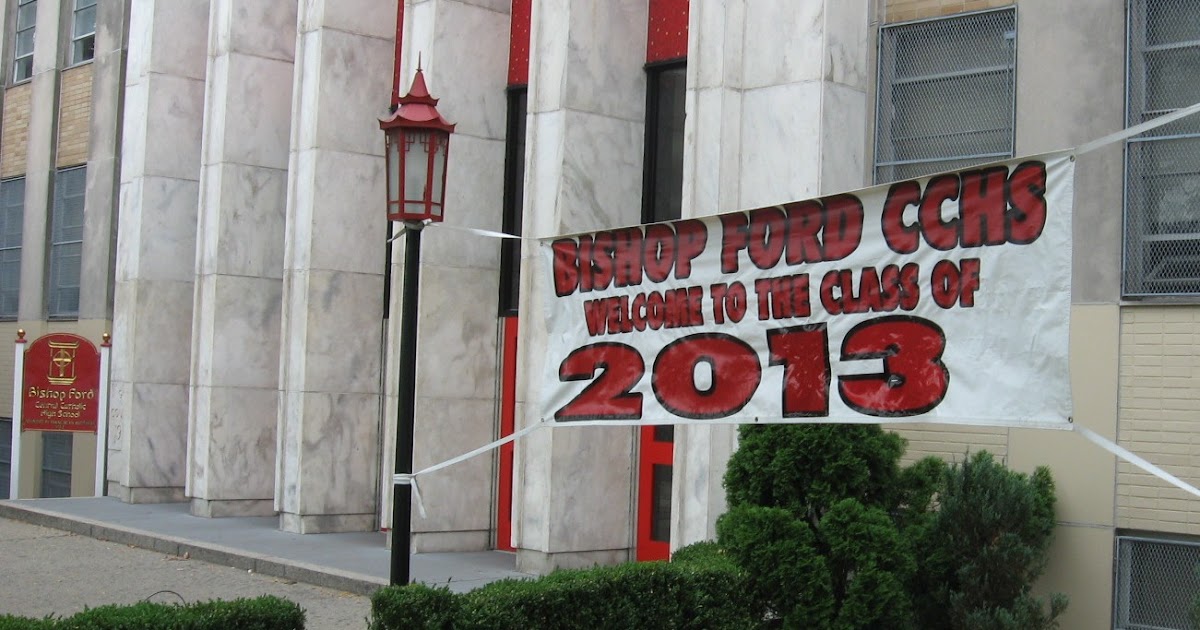 BISHOP FORD CCHS
WELCOME TO THE CLASS OF
2013
Bishop Ford
Central Catholic
High School